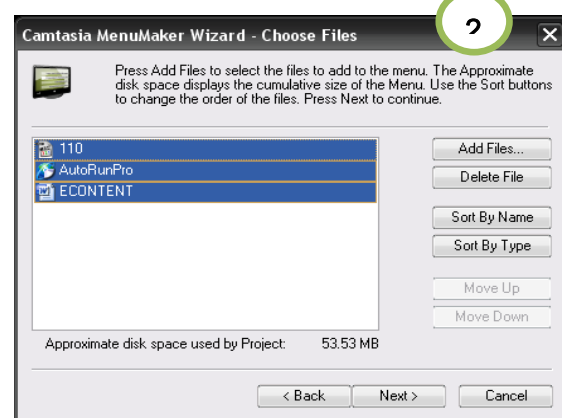 Camtasia MenuMaker Wizard - Choose Files
Press Add Files to select the files to add to the menu. The Approximate
disk space displays the cumulative size of the Menu. Use the Sort buttons
to change the order of the files. Press Next to continue.
110
AutoRunPro
ECONTENT
Add Files...
Delete File
Sort By Name
Sort By Type
Move Up
Move Down
Approximate disk space used by Project: 53.53 MB
< Back
Next >
Cancel